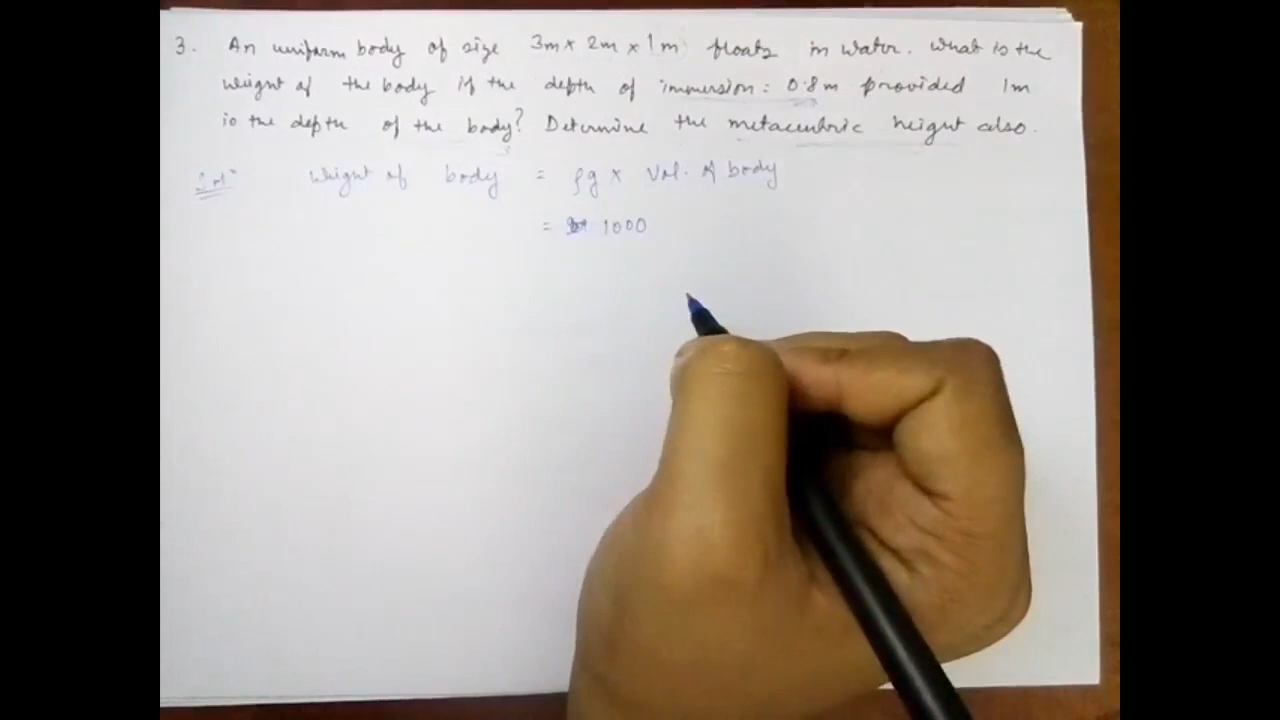 3. An uniform body of size 3m x 2m x 1m floats in water. What is the
weight of the body if the depth of immersion : 0.8m provided 1m
is the depth of the body? Determine the metacentric height also.
Solⁿ Weight of body = ρg x Vol. of body
= 1000